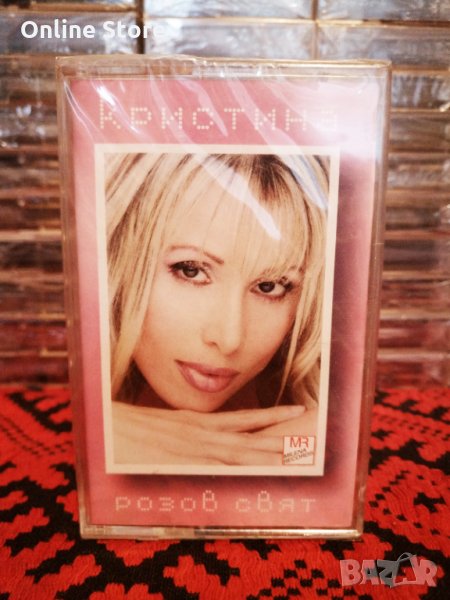 Online Store
Кристина
MR
MILENA RECORDS
розов свят
BAZAR